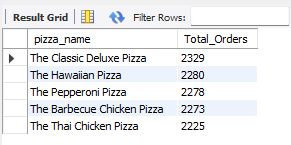 Result Grid Filter Rows:
pizza_name Total_Orders
The Classic Deluxe Pizza 2329
The Hawaiian Pizza 2280
The Pepperoni Pizza 2278
The Barbecue Chicken Pizza 2273
The Thai Chicken Pizza 2225